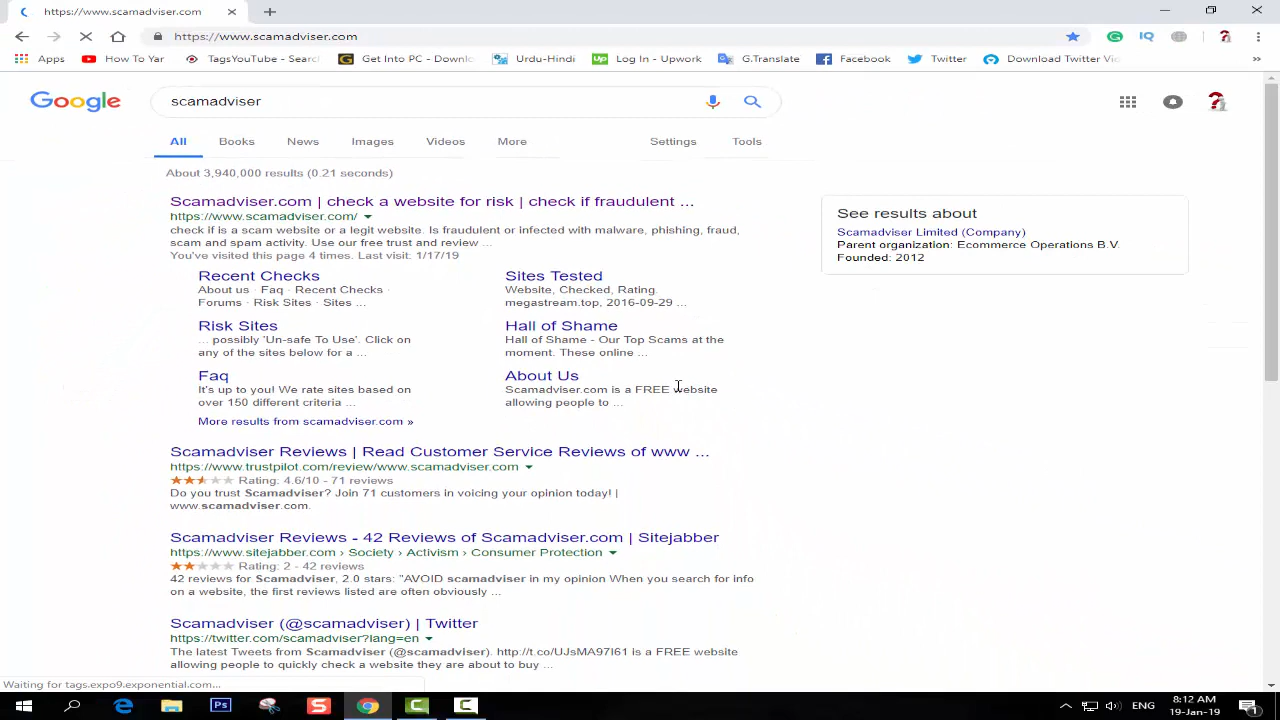 https://www.scamadviser.com
https://www.scamadviser.com
Apps How To Yar TagsYouTube - Searc Get Into PC - Downlo Urdu-Hindi Log In - Upwork G.Translate Facebook Twitter Download Twitter Vi »
Google scamadviser
All Books News Images Videos More Settings Tools
About 3,940,000 results (0.21 seconds)
Scamadviser.com | check a website for risk | check if fraudulent ...
https://www.scamadviser.com/
check if is a scam website or a legit website. Is fraudulent or infected with malware, phishing, fraud,
scam and spam activity. Use our free trust and review ...
You've visited this page 4 times. Last visit: 1/17/19
Recent Checks
About us · Faq · Recent Checks ·
Forums · Risk Sites · Sites ...
Sites Tested
Website, Checked, Rating.
megastream.top, 2016-09-29 ...
Risk Sites
... possibly 'Un-safe To Use'. Click on
any of the sites below for a ...
Hall of Shame
Hall of Shame - Our Top Scams at the
moment. These online ...
Faq
It's up to you! We rate sites based on
over 150 different criteria ...
About Us
Scamadviser.com is a FREE website
allowing people to ...
More results from scamadviser.com »
See results about
Scamadviser Limited (Company)
Parent organization: Ecommerce Operations B.V.
Founded: 2012
Scamadviser Reviews | Read Customer Service Reviews of www ...
https://www.trustpilot.com/review/www.scamadviser.com
Rating: 4.6/10 - 71 reviews
Do you trust Scamadviser? Join 71 customers in voicing your opinion today! |
www.scamadviser.com.
Scamadviser Reviews - 42 Reviews of Scamadviser.com | Sitejabber
https://www.sitejabber.com › Society › Activism › Consumer Protection
Rating: 2 - 42 reviews
42 reviews for Scamadviser, 2.0 stars: "AVOID scamadviser in my opinion When you search for info
on a website, the first reviews listed are often obviously ...
Scamadviser (@scamadviser) | Twitter
https://twitter.com/scamadviser?lang=en
The latest Tweets from Scamadviser (@scamadviser). http://t.co/UJsMA97I61 is a FREE website
allowing people to quickly check a website they are about to buy ...
Waiting for tags.expo9.exponential.com...
ENG 8:12 AM
19-Jan-19